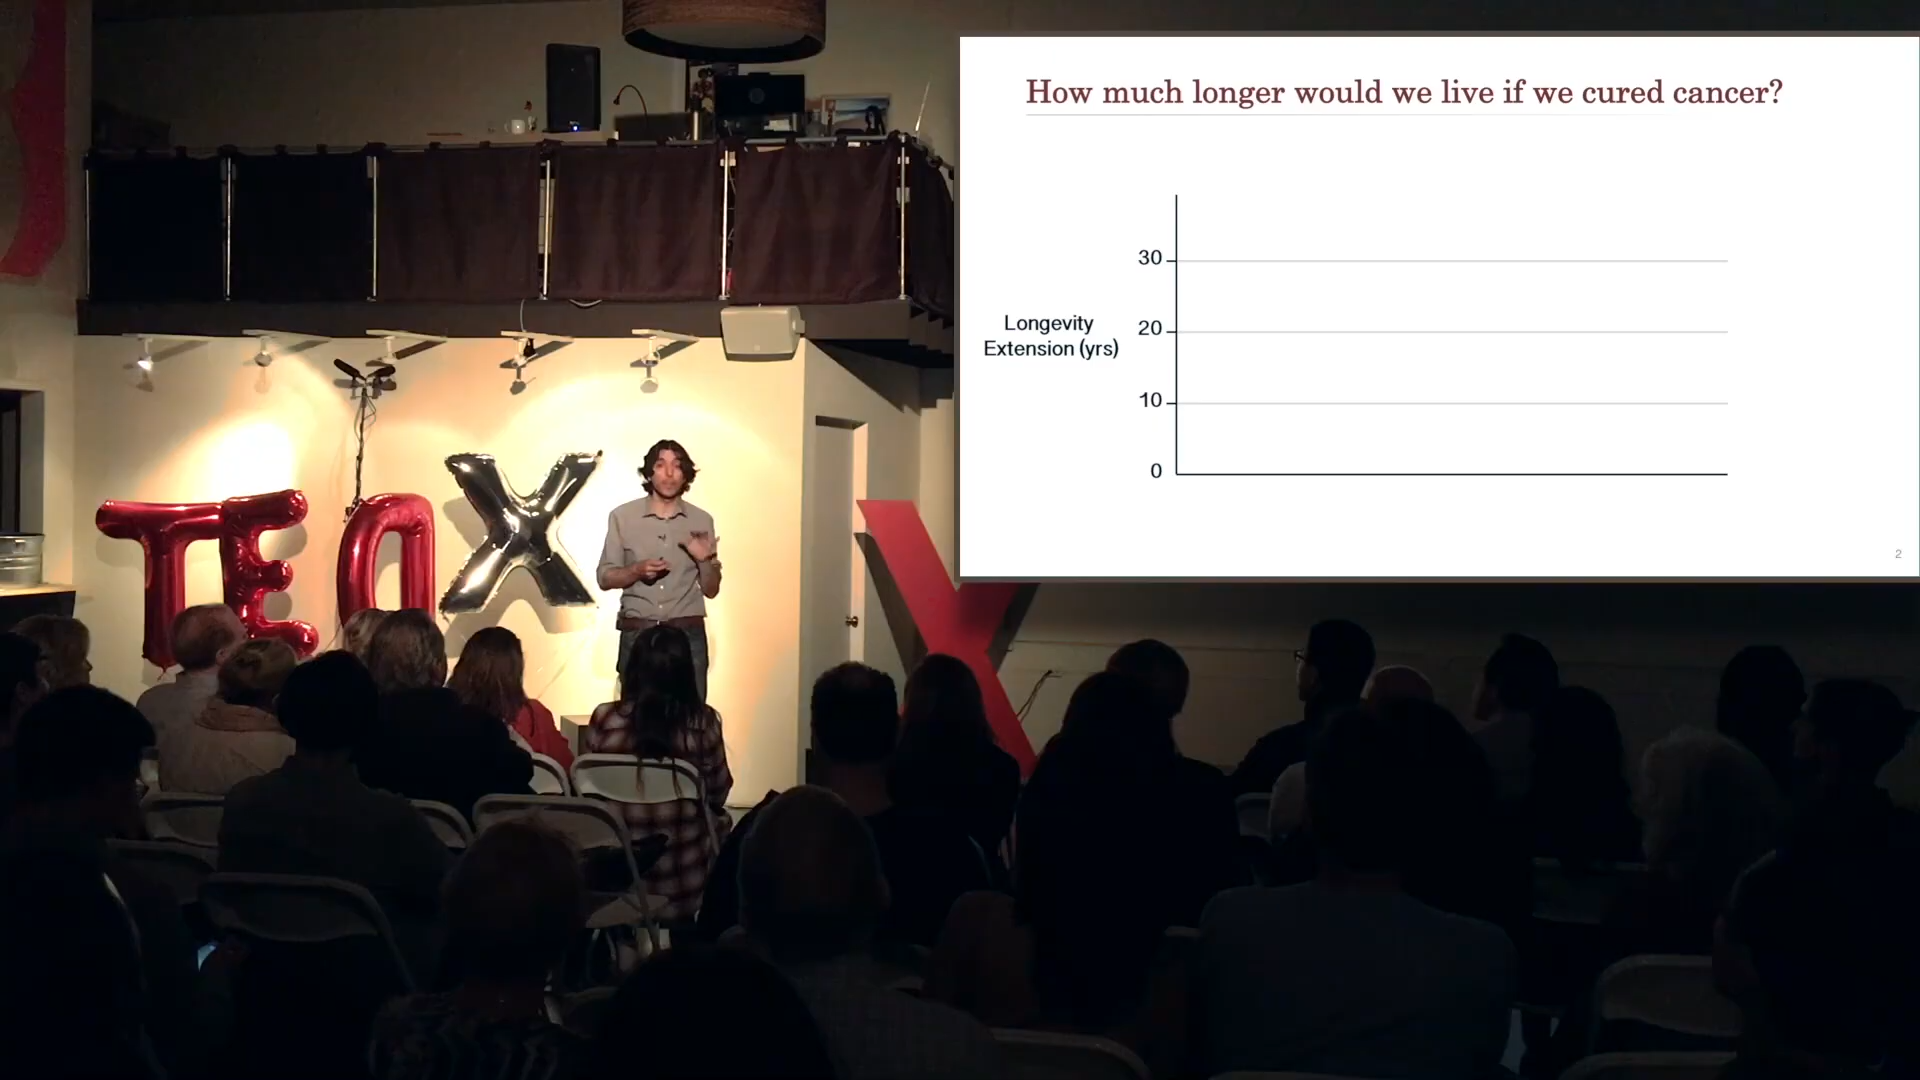 How much longer would we live if we cured cancer?
30
Longevity
Extension (yrs)
20
10
0
2
TEDX
X